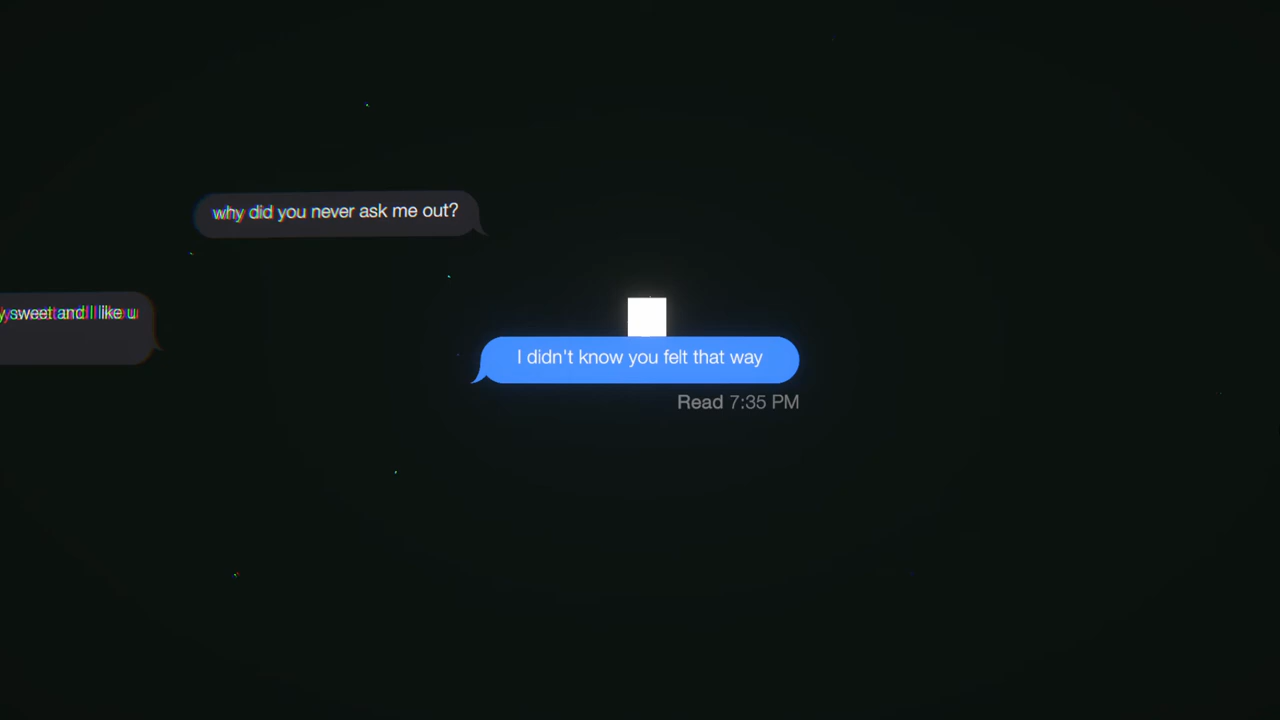 why did you never ask me out?
sweet and I like u
I didn't know you felt that way
Read 7:35 PM